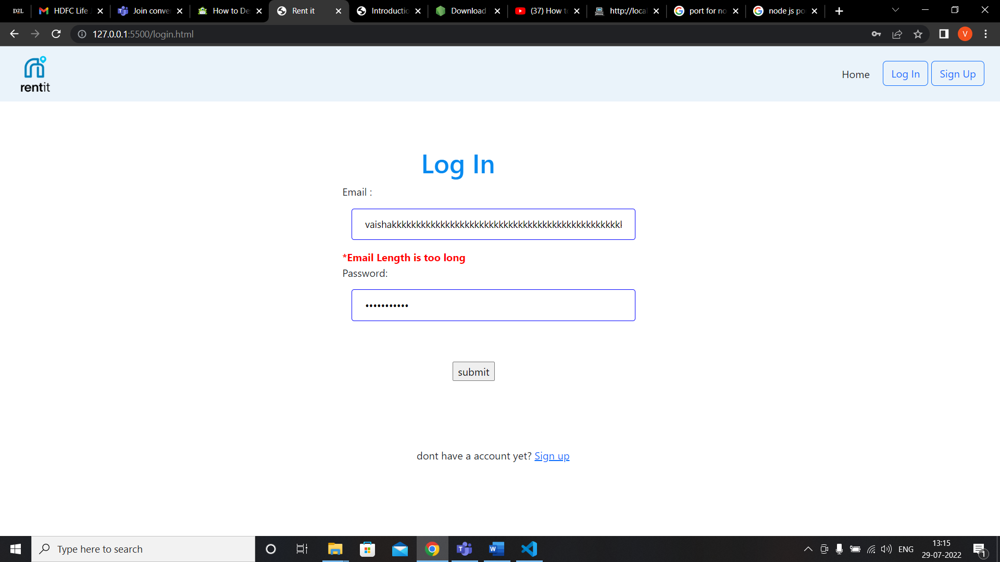 D2L
HDFC Life
Join conve
How to De
Rent it
Introductio
Download
(37) How t
http://local
port for no
node js po
127.0.0.1:5500/login.html
V
rentit
Home
Log In
Sign Up
Log In
Email :
vaishakkkkkkkkkkkkkkkkkkkkkkkkkkkkkkkkkkkkkkkkkkkkkkkkk
*Email Length is too long
Password:
•••••••••••
submit
dont have a account yet? Sign up
Type here to search
ENG
13:15
29-07-2022
1